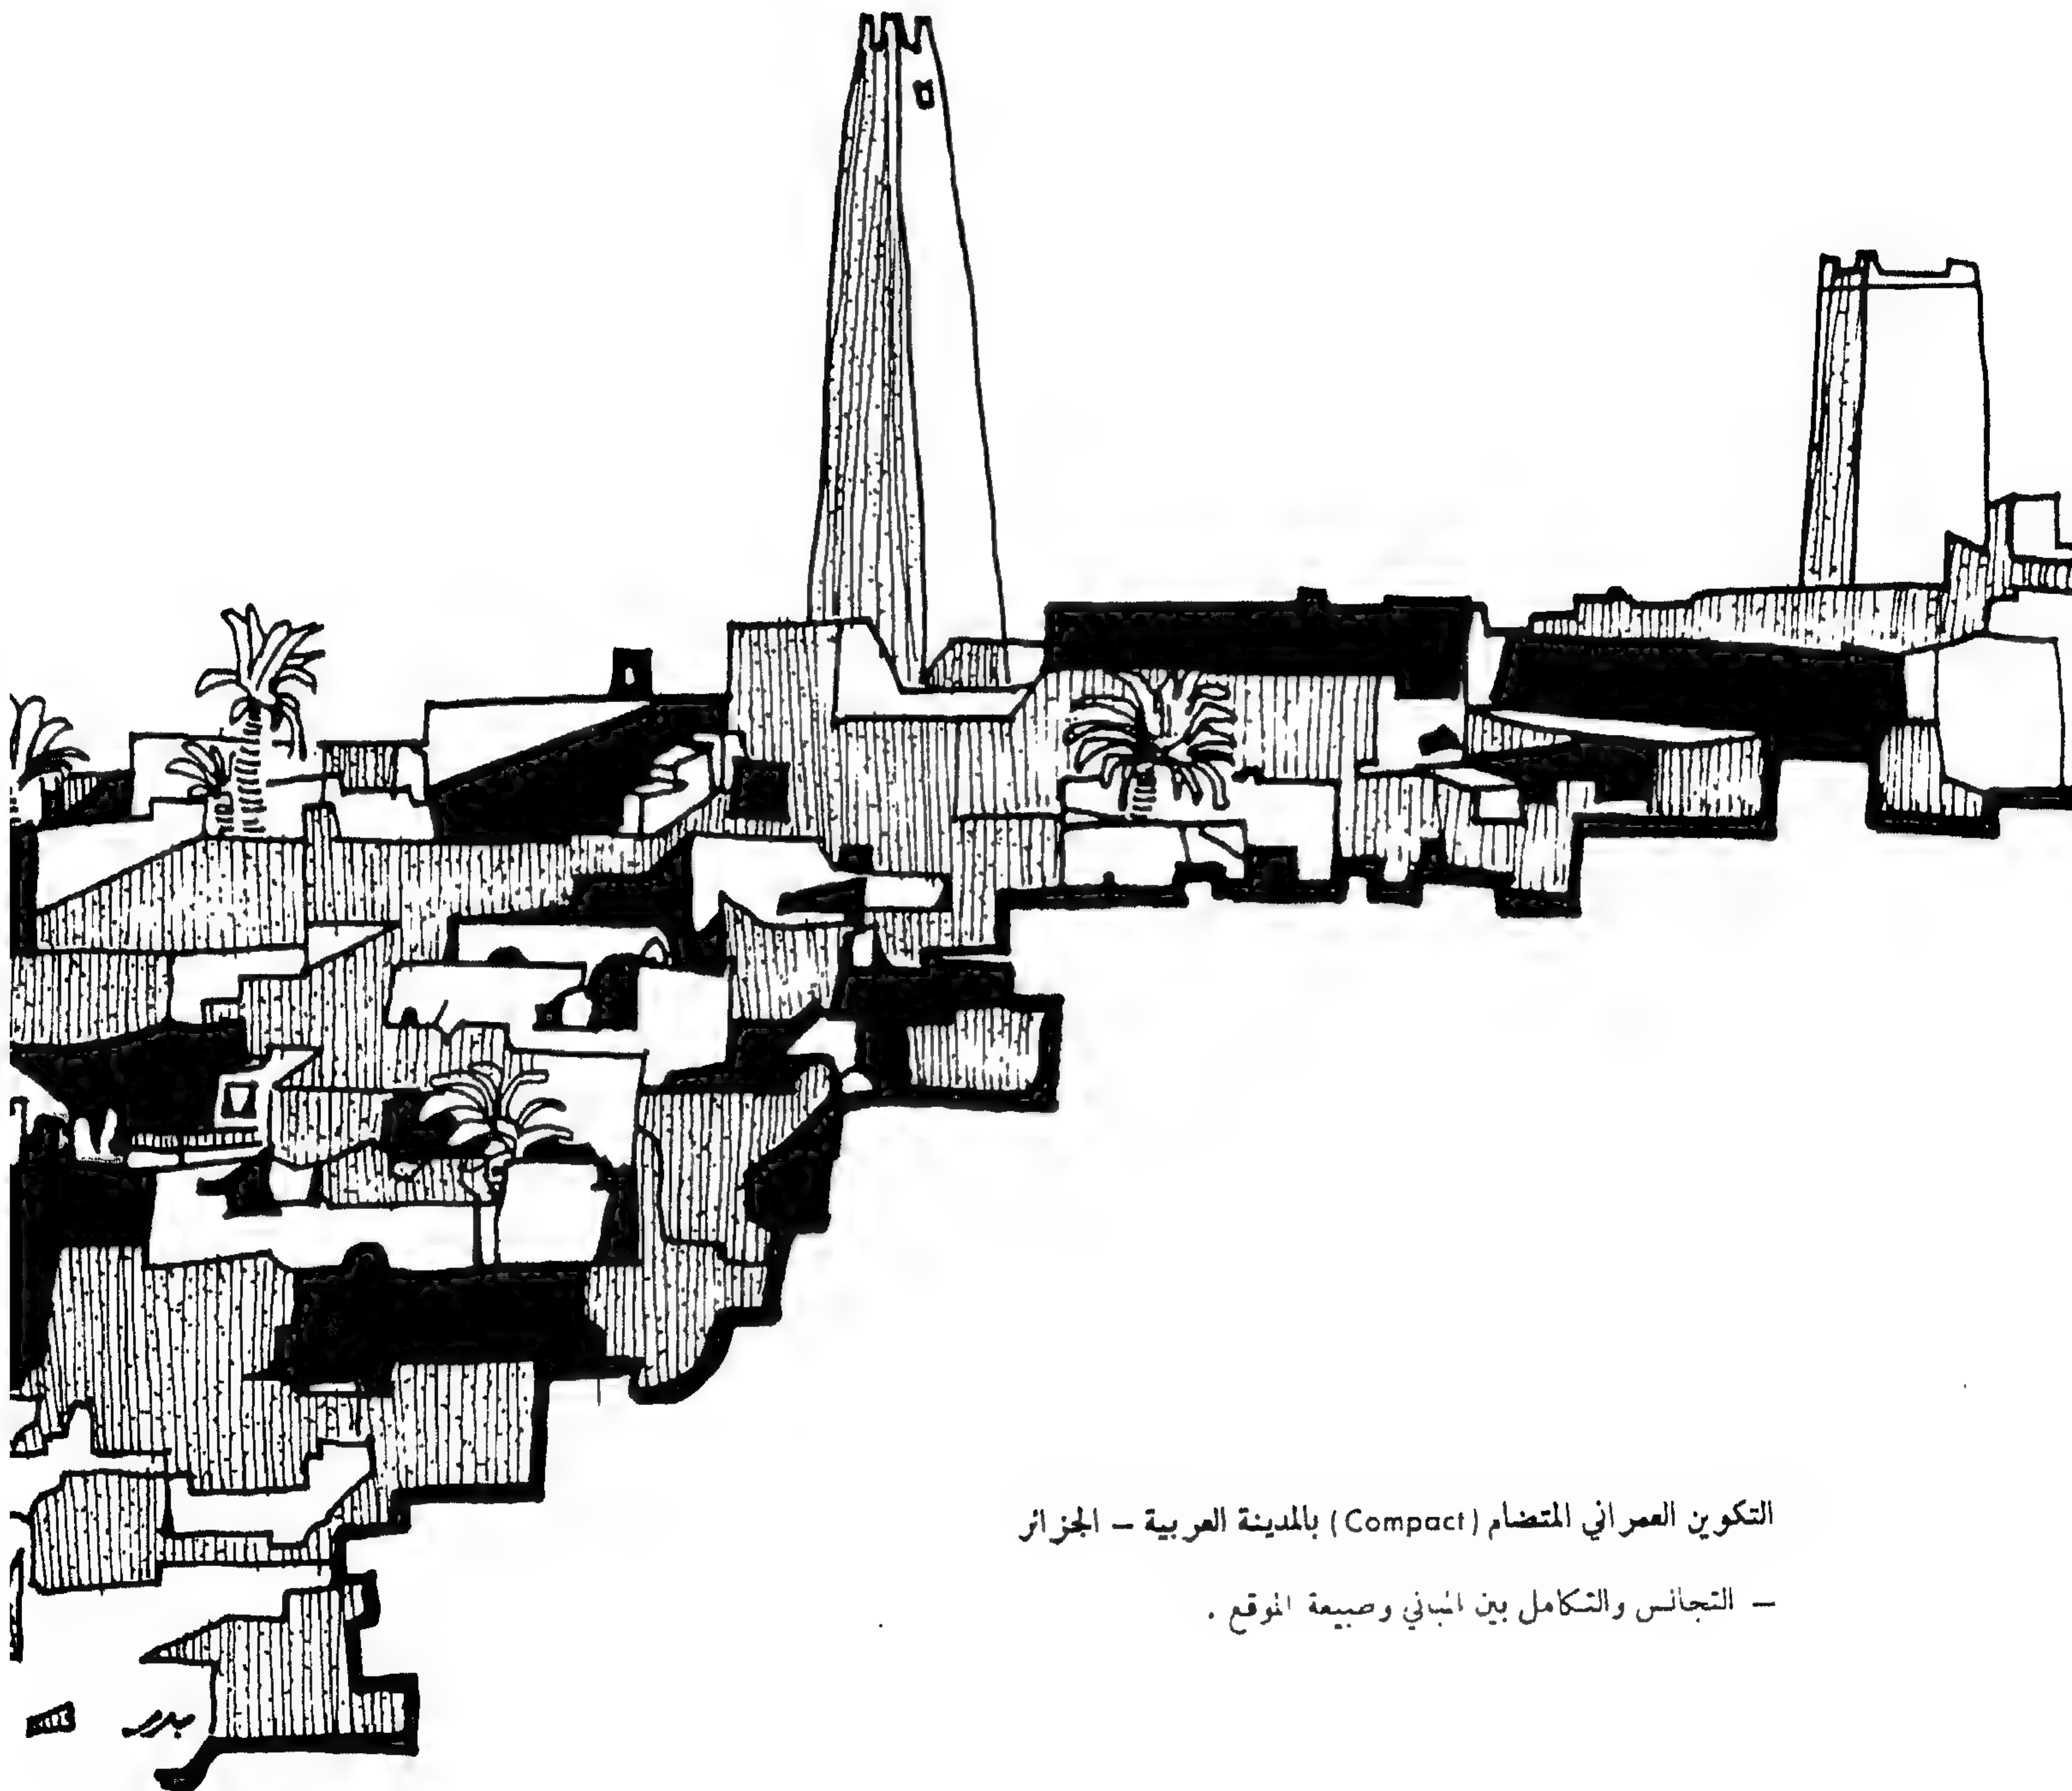 التكوين العمراني المتضام (Compact) بالمدينة العربية – الجزائر
– التجانس والتكامل بين المباني وطبيعة الموقع .